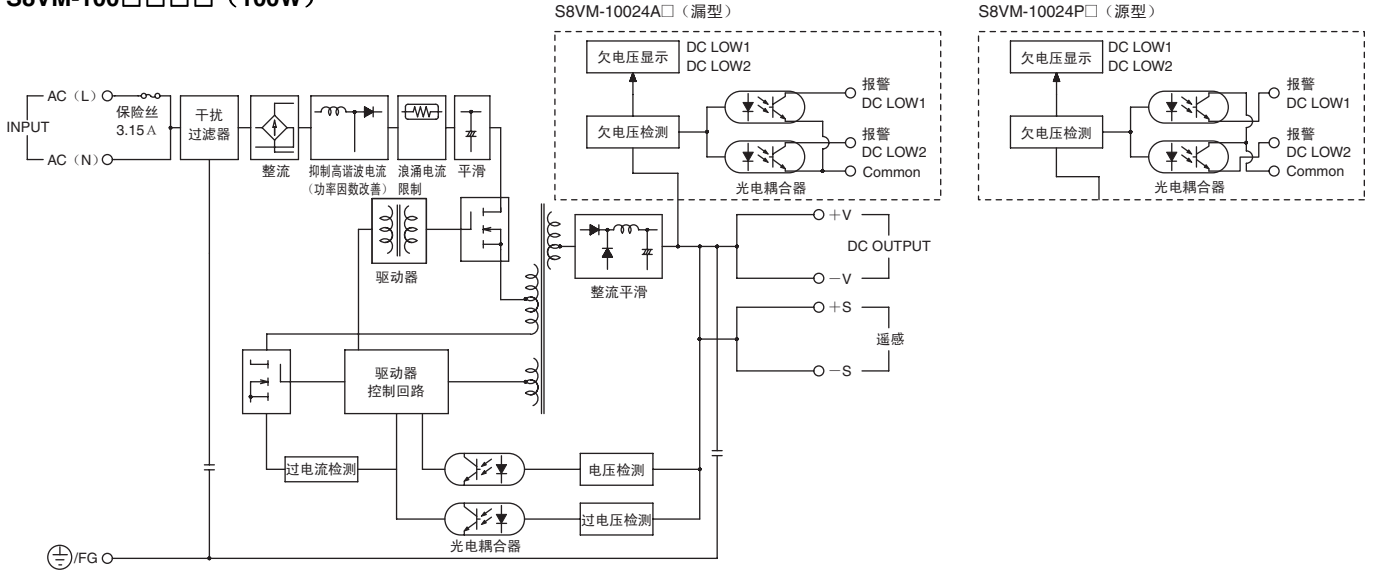 S8VM-100□□□□□（100W）
S8VM-10024A□（漏型）
欠电压显示
DC LOW1
DC LOW2
欠电压检测
报警
DC LOW1
报警
DC LOW2
Common
光电耦合器
S8VM-10024P□（源型）
欠电压显示
DC LOW1
DC LOW2
欠电压检测
报警
DC LOW1
报警
DC LOW2
Common
光电耦合器
INPUT
AC（L）
AC（N）
保险丝
3.15A
干扰
过滤器
整流
抑制高谐波电流
（功率因数改善）
浪涌电流
限制
平滑
驱动器
整流平滑
+V
DC OUTPUT
−V
+S
遥感
−S
驱动器
控制回路
过电流检测
电压检测
过电压检测
光电耦合器
/FG